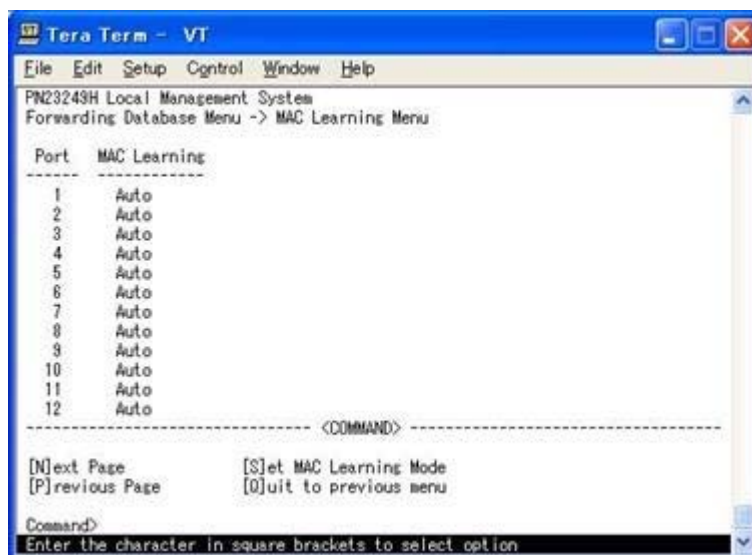 Tera Term - VT
File Edit Setup Control Window Help
PN23249H Local Management System
Forwarding Database Menu -> MAC Learning Menu
Port MAC Learning
------ ------------
1 Auto
2 Auto
3 Auto
4 Auto
5 Auto
6 Auto
7 Auto
8 Auto
9 Auto
10 Auto
11 Auto
12 Auto
-------------------------------- <COMMAND> -----------------------------------
[N]ext Page [S]et MAC Learning Mode
[P]revious Page [Q]uit to previous menu
Command>
Enter the character in square brackets to select option